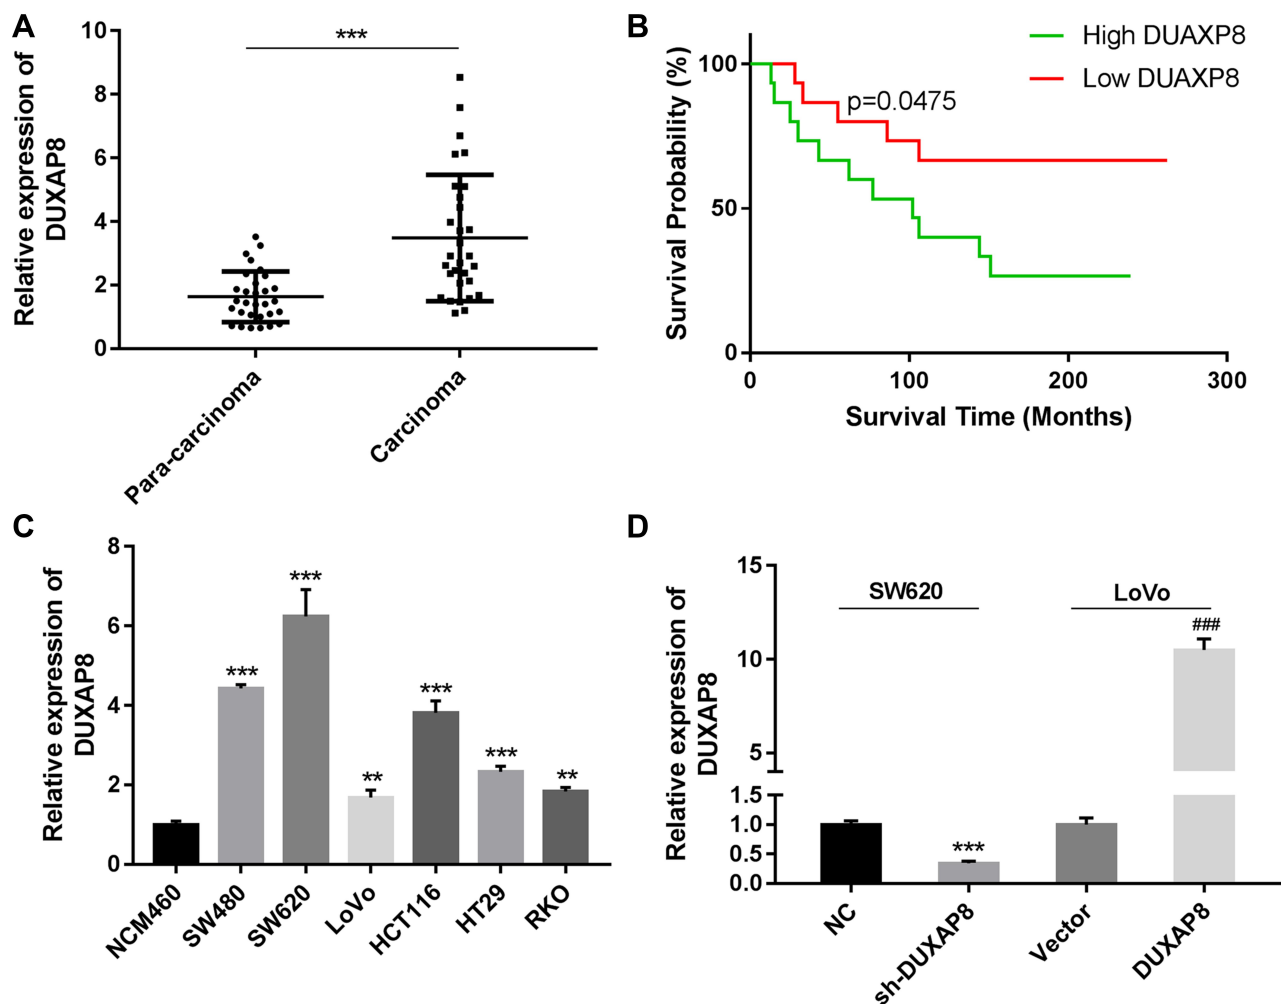 A
Relative expression of
DUXAP8
10
8
6
4
2
0
***
Para-carcinoma
Carcinoma
B
Survival Probability (%)
100
50
0
p=0.0475
High DUAXP8
Low DUAXP8
0
100
200
300
Survival Time (Months)
C
Relative expression of
DUXAP8
8
6
4
2
0
***
***
**
***
***
**
NCM460
SW480
SW620
LoVo
HCT116
HT29
RKO
D
Relative expression of
DUXAP8
15
10
5
1.5
1.0
0.5
0.0
SW620
LoVo
***
###
NC
sh-DUXAP8
Vector
DUXAP8